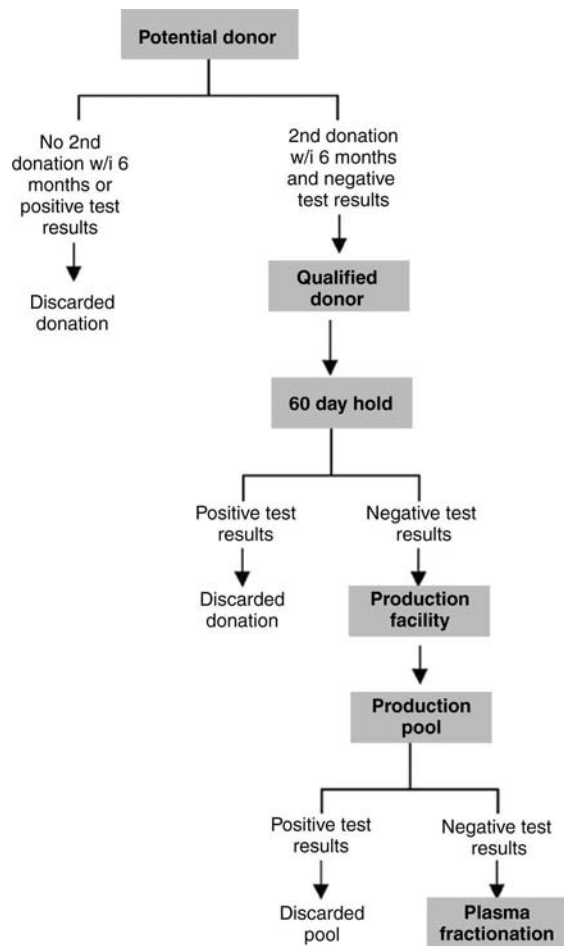 Potential donor
No 2nd
donation w/i 6
months or
positive test
results
2nd donation
w/i 6 months
and negative
test results
Discarded
donation
Qualified
donor
60 day hold
Positive test
results
Negative test
results
Discarded
donation
Production
facility
Production
pool
Positive test
results
Negative test
results
Discarded
pool
Plasma
fractionation